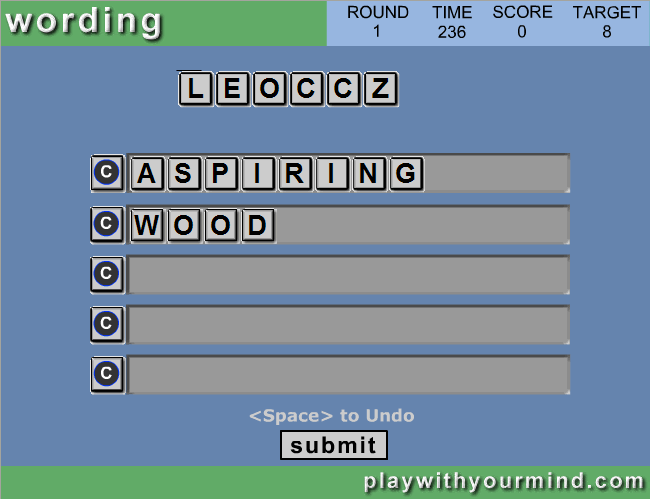 wording
ROUND TIME SCORE TARGET
1 236 0 8
LEOCCZ
C ASPIRING
C WOOD
C
C
C
<Space> to Undo
submit
playwithyourmind.com